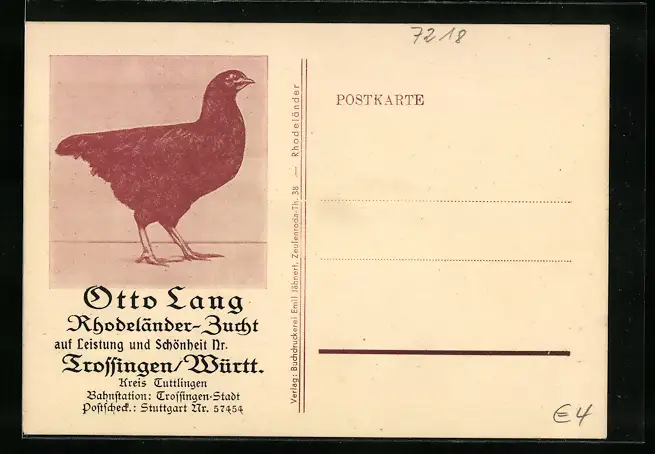 7218
POSTKARTE
Otto Lang
Rhodeländer-Zucht
auf Leistung und Schönheit Nr.
Trossingen/Württ.
Kreis Tuttlingen
Bahnstation: Trossingen-Stadt
Postscheck.: Stuttgart Nr. 57454
Verlag: Buchdruckerei Emil Jähnert, Zeulenroda-Th. 38 — Rhodeländer
€4